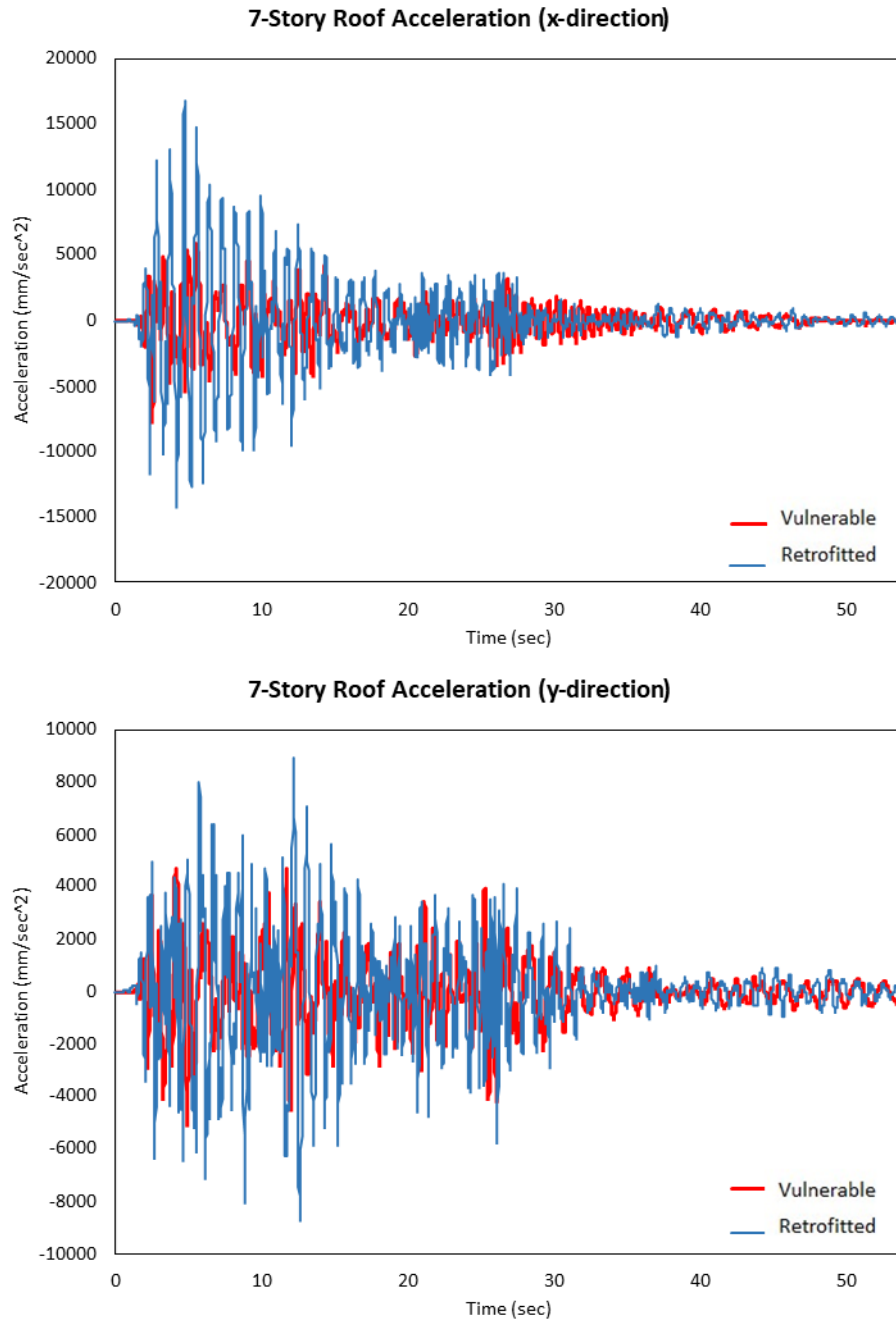 7-Story Roof Acceleration (x-direction)
20000
15000
10000
5000
0
-5000
-10000
-15000
-20000
Acceleration (mm/sec^2)
Vulnerable
Retrofitted
0 10 20 30 40 50
Time (sec)
7-Story Roof Acceleration (y-direction)
10000
8000
6000
4000
2000
0
-2000
-4000
-6000
-8000
-10000
Acceleration (mm/sec^2)
Vulnerable
Retrofitted
0 10 20 30 40 50
Time (sec)